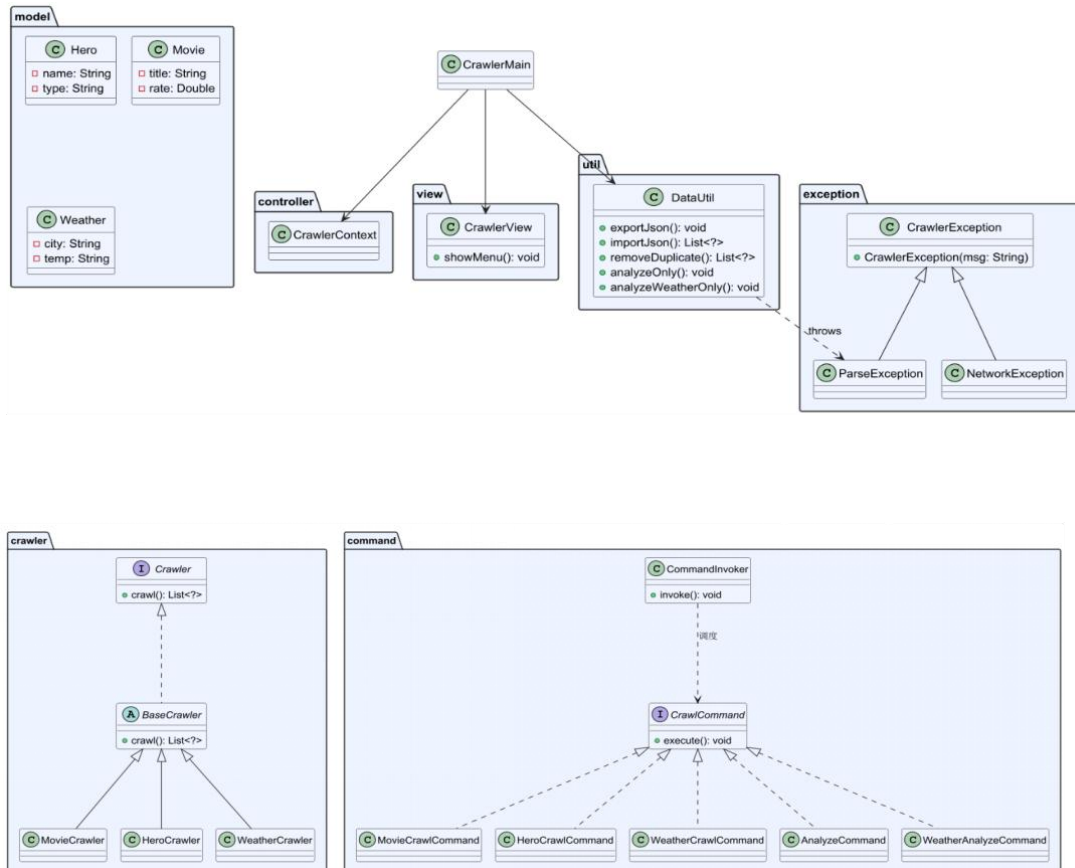 model
C Hero
name: String
type: String
C Movie
title: String
rate: Double
C Weather
city: String
temp: String
C CrawlerMain
controller
C CrawlerContext
view
C CrawlerView
showMenu(): void
util
C DataUtil
exportJson(): void
importJson(): List<?>
removeDuplicate(): List<?>
analyzeOnly(): void
analyzeWeatherOnly(): void
throws
exception
C CrawlerException
CrawlerException(msg: String)
C ParseException
C NetworkException
crawler
I Crawler
crawl(): List<?>
A BaseCrawler
crawl(): List<?>
C MovieCrawler
C HeroCrawler
C WeatherCrawler
command
C CommandInvoker
invoke(): void
调度
I CrawlCommand
execute(): void
C MovieCrawlCommand
C HeroCrawlCommand
C WeatherCrawlCommand
C AnalyzeCommand
C WeatherAnalyzeCommand